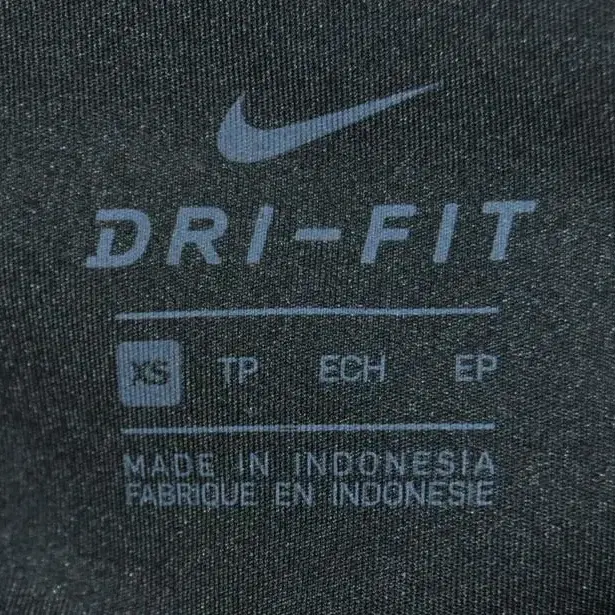 DRI-FIT
XS TP ECH EP
MADE IN INDONESIA
FABRIQUE EN INDONESIE